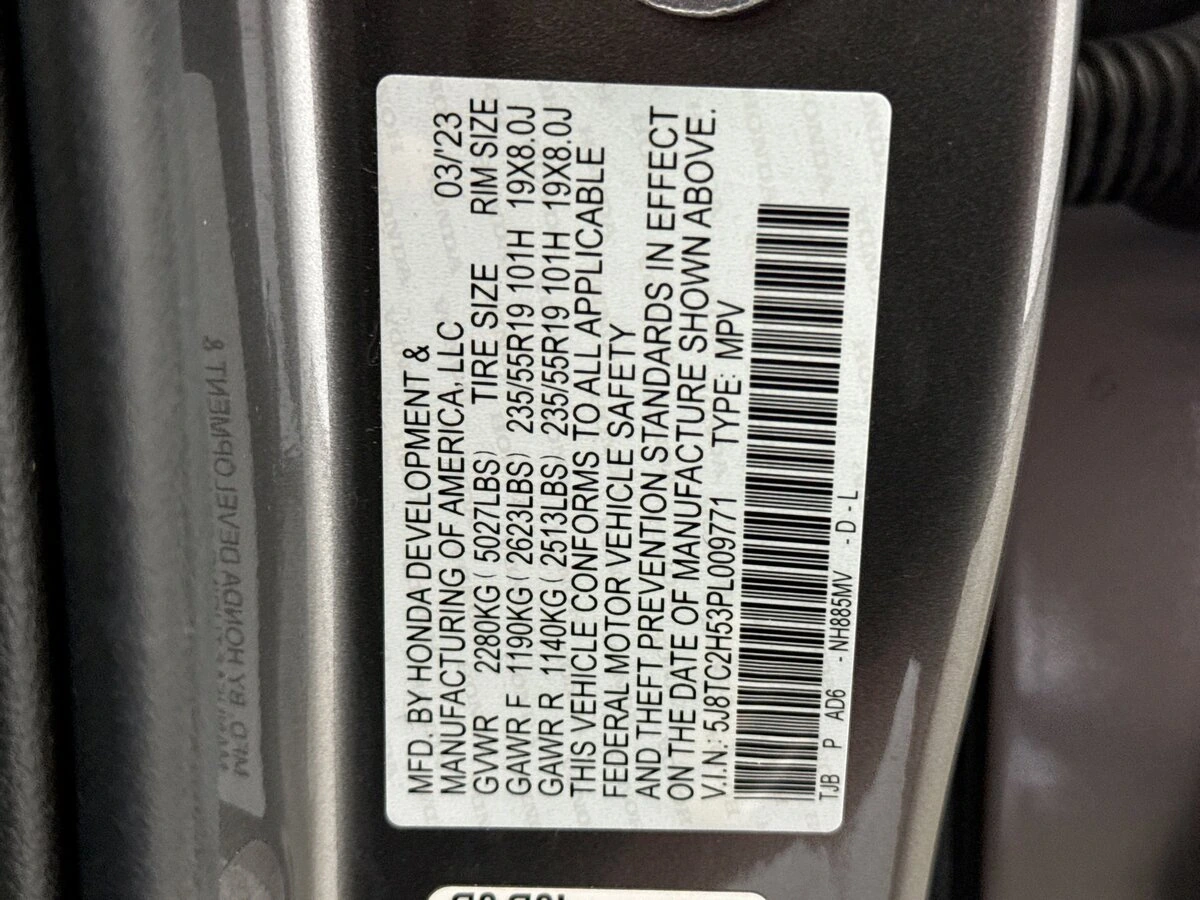 MFD. BY HONDA DEVELOPMENT &
MANUFACTURING OF AMERICA, LLC 03/'23
GVWR 2280KG ( 5027LBS) TIRE SIZE RIM SIZE
GAWR F 1190KG ( 2623LBS) 235/55R19 101H 19X8.0J
GAWR R 1140KG ( 2513LBS) 235/55R19 101H 19X8.0J
THIS VEHICLE CONFORMS TO ALL APPLICABLE
FEDERAL MOTOR VEHICLE SAFETY
AND THEFT PREVENTION STANDARDS IN EFFECT
ON THE DATE OF MANUFACTURE SHOWN ABOVE.
V.I.N.: 5J8TC2H53PL009771 TYPE: MPV
TJB P AD6 - NH885MV - D - L